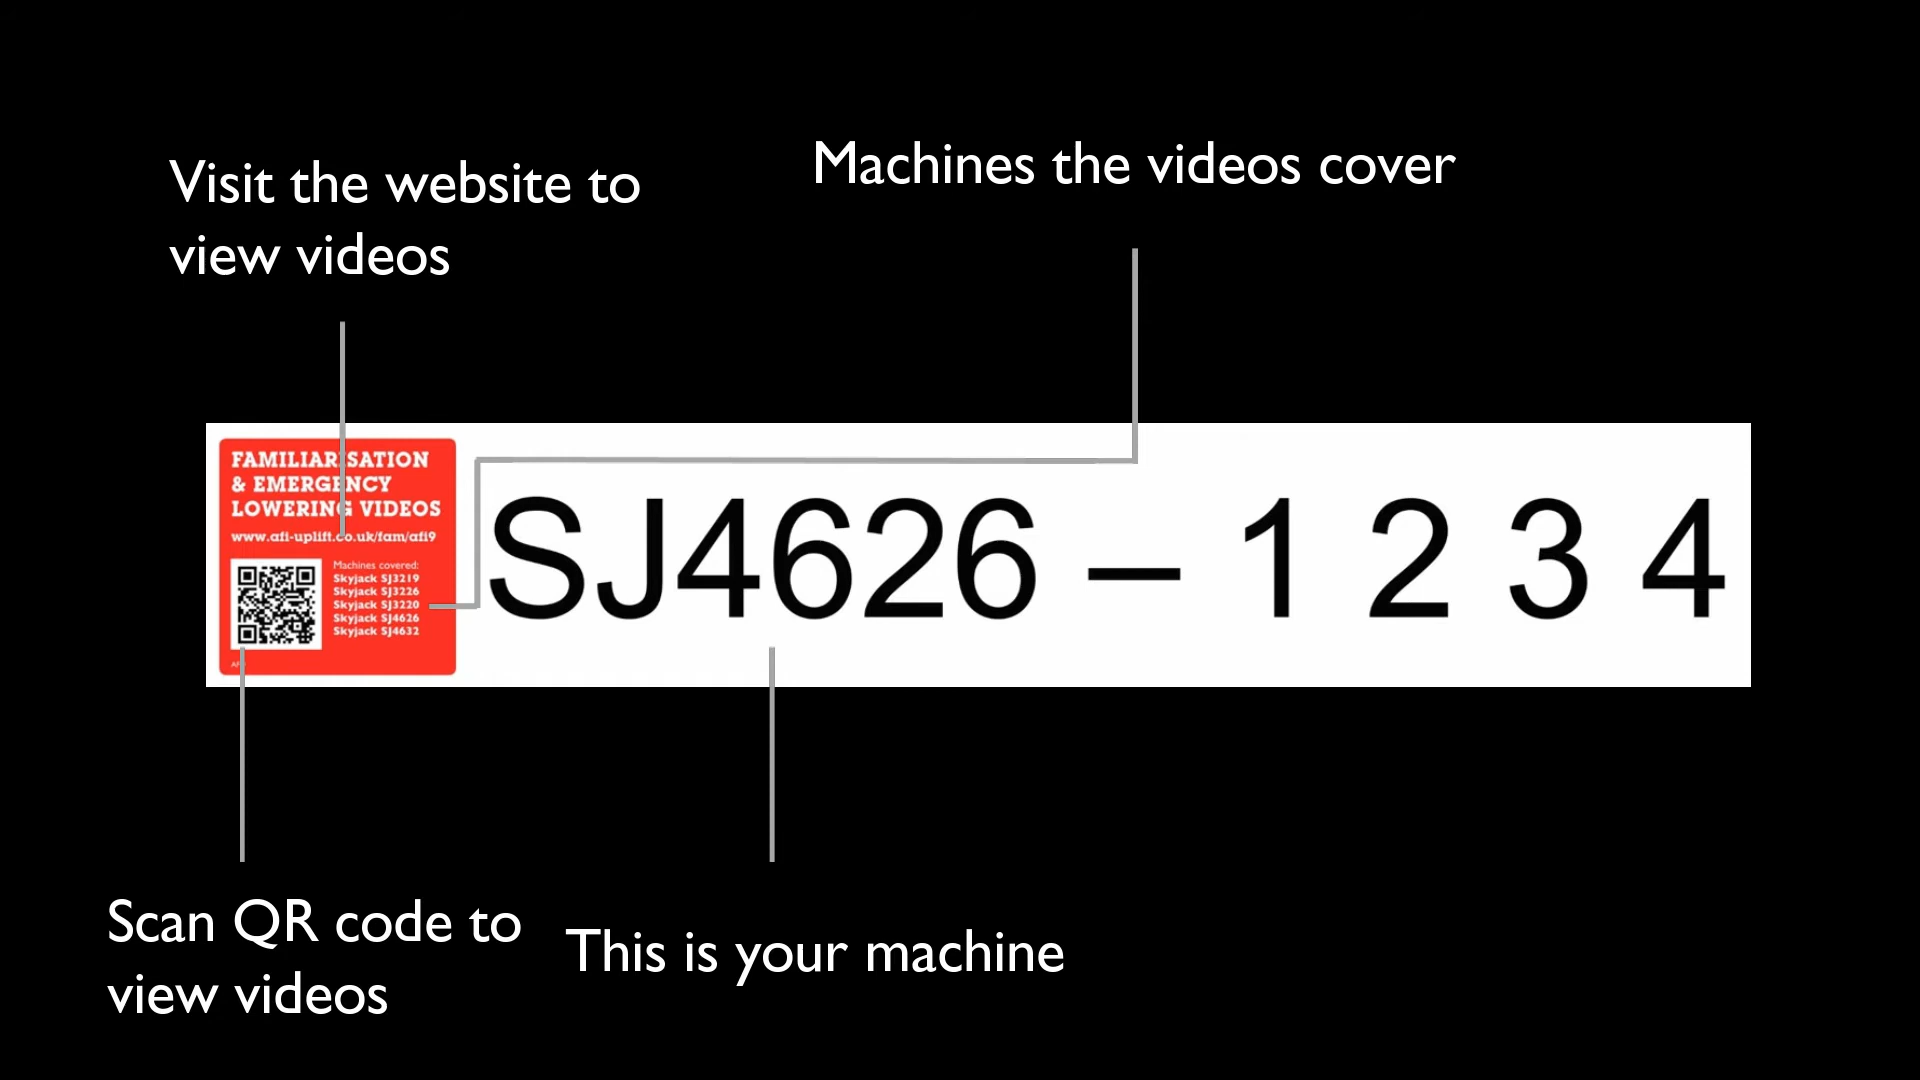 Visit the website to
view videos
Machines the videos cover
FAMILIARISATION
& EMERGENCY
LOWERING VIDEOS
www.afi-uplift.co.uk/fam/afi9
Machines covered:
Skyjack SJ3219
Skyjack SJ3226
Skyjack SJ3220
Skyjack SJ4626
Skyjack SJ4632
SJ4626 – 1 2 3 4
Scan QR code to
view videos
This is your machine